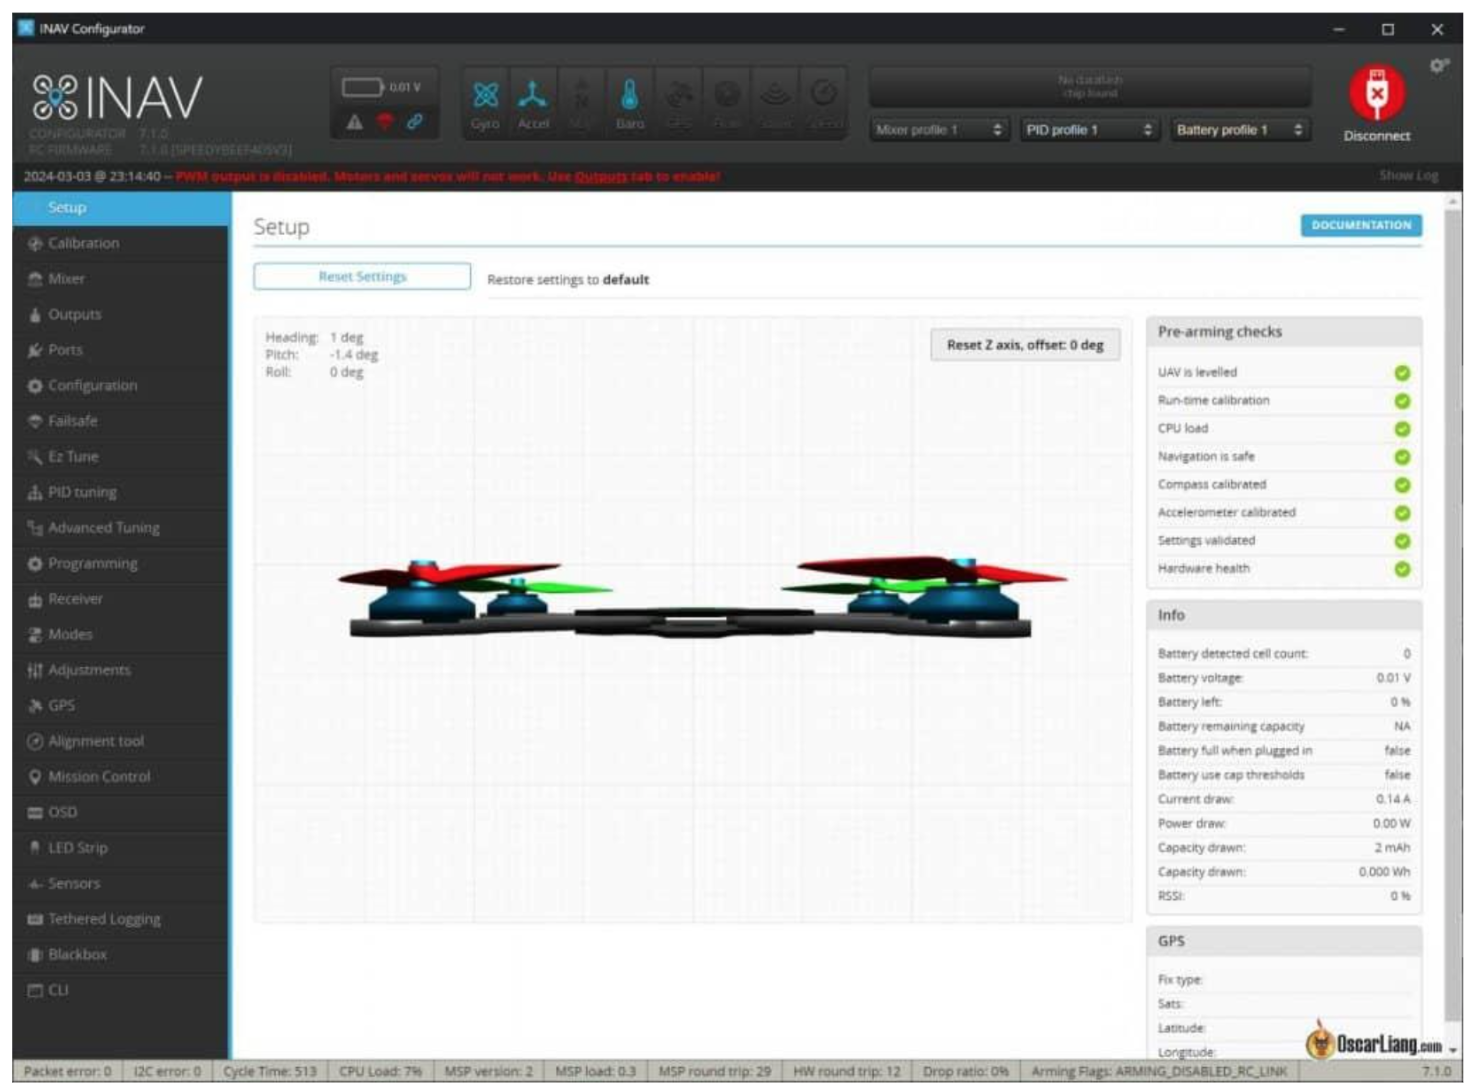 INAV Configurator
INAV
CONFIGURATOR 7.1.0
FC FIRMWARE 7.1.0 [SPEEDYBEEF405V3]
0.01 V
Gyro Accel Baro
No dataflash
chip found
Mixer profile 1 PID profile 1 Battery profile 1
Disconnect
2024-03-03 @ 23:14:40 -- PWM output is disabled. Motors and servos will not work. Use Outputs tab to enable!
Show Log
Setup
Calibration
Mixer
Outputs
Ports
Configuration
Failsafe
Ez Tune
PID tuning
Advanced Tuning
Programming
Receiver
Modes
Adjustments
GPS
Alignment tool
Mission Control
OSD
LED Strip
Sensors
Tethered Logging
Blackbox
CLI
Setup
DOCUMENTATION
Reset Settings
Restore settings to default
Heading: 1 deg
Pitch: -1.4 deg
Roll: 0 deg
Reset Z axis, offset: 0 deg
Pre-arming checks
UAV is levelled
Run-time calibration
CPU load
Navigation is safe
Compass calibrated
Accelerometer calibrated
Settings validated
Hardware health
Info
Battery detected cell count: 0
Battery voltage: 0.01 V
Battery left: 0 %
Battery remaining capacity NA
Battery full when plugged in false
Battery use cap thresholds false
Current draw: 0.14 A
Power draw: 0.00 W
Capacity drawn: 2 mAh
Capacity drawn: 0.000 Wh
RSSI: 0 %
GPS
Fix type:
Sats:
Latitude:
Longitude:
OscarLiang.com
Packet error: 0 I2C error: 0 Cycle Time: 513 CPU Load: 7% MSP version: 2 MSP load: 0.3 MSP round trip: 29 HW round trip: 12 Drop ratio: 0% Arming Flags: ARMING_DISABLED_RC_LINK 7.1.0